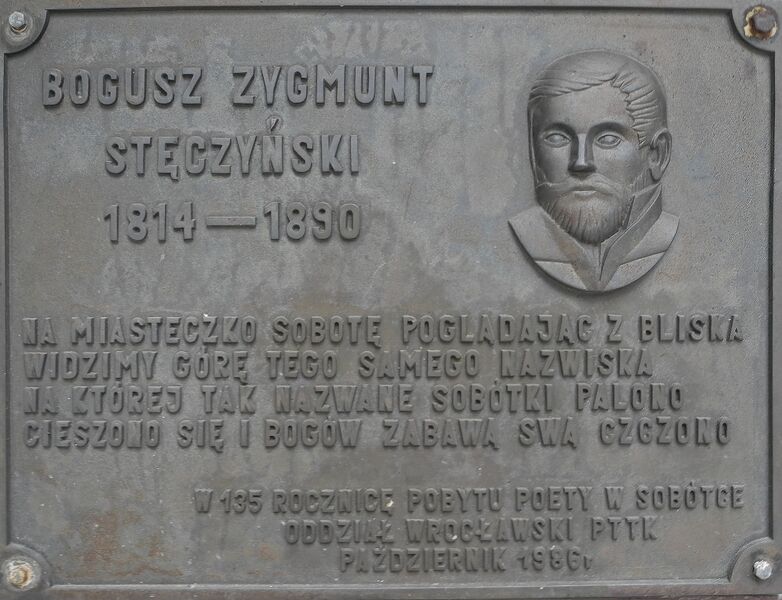 BOGUSZ ZYGMUNT
STĘCZYŃSKI
1814 — 1890
NA MIASTECZKO SOBOTĘ POGLĄDAJĄC Z BLISKA
WIDZIMY GÓRĘ TEGO SAMEGO NAZWISKA
NA KTÓREJ TAK NAZWANE SOBÓTKI PALONO
CIESZONO SIĘ I BOGÓW ZABAWĄ SWĄ CZCZONO
W 135 ROCZNICĘ POBYTU POETY W SOBÓTCE
ODDZIAŁ WROCŁAWSKI PTTK
PAŹDZIERNIK 1986r